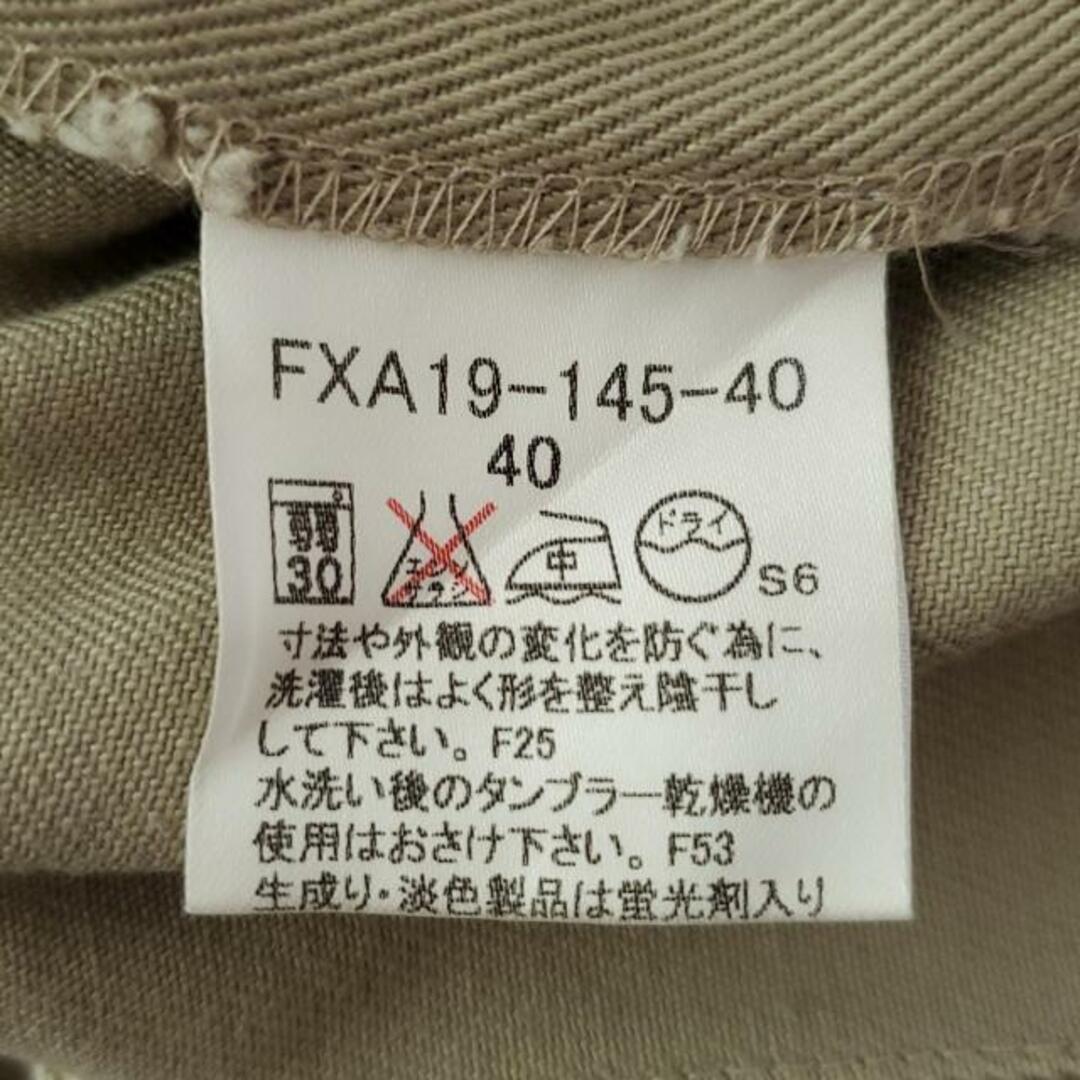 FXA19-145-40
40
弱
30
エンソ
サラシ
中
ドライ
S6
寸法や外観の変化を防ぐ為に、
洗濯後はよく形を整え陰干し
して下さい。F25
水洗い後のタンブラー乾燥機の
使用はおさけ下さい。F53
生成り・淡色製品は蛍光剤入り